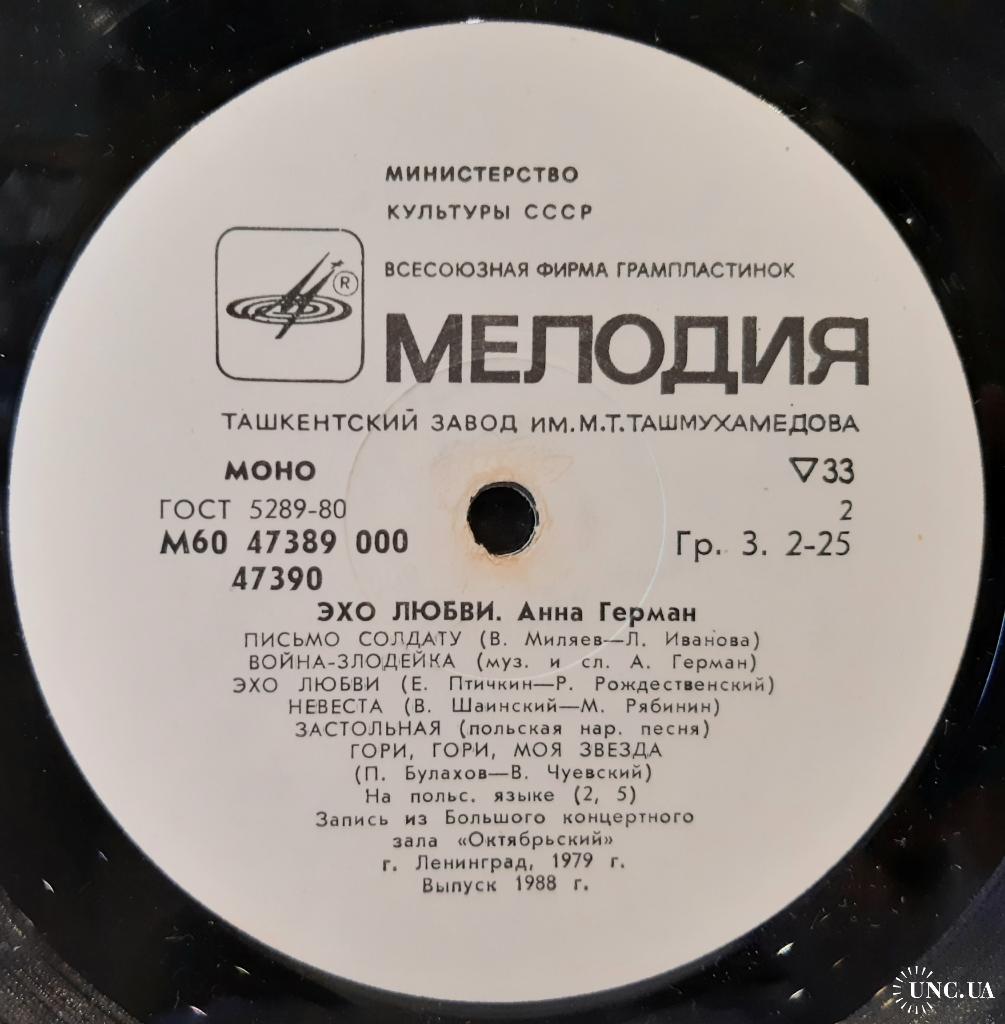 МИНИСТЕРСТВО
КУЛЬТУРЫ СССР
ВСЕСОЮЗНАЯ ФИРМА ГРАМПЛАСТИНОК
®
МЕЛОДИЯ
ТАШКЕНТСКИЙ ЗАВОД ИМ. М.Т.ТАШМУХАМЕДОВА
МОНО ▽33
ГОСТ 5289-80 2
М60 47389 000 Гр. 3. 2-25
47390
ЭХО ЛЮБВИ. Анна Герман
ПИСЬМО СОЛДАТУ (В. Миляев—Л. Иванова)
ВОЙНА-ЗЛОДЕЙКА (муз. и сл. А. Герман)
ЭХО ЛЮБВИ (Е. Птичкин—Р. Рождественский)
НЕВЕСТА (В. Шаинский—М. Рябинин)
ЗАСТОЛЬНАЯ (польская нар. песня)
ГОРИ, ГОРИ, МОЯ ЗВЕЗДА
(П. Булахов—В. Чуевский)
На польс. языке (2, 5)
Запись из Большого концертного
зала «Октябрьский»
г. Ленинград, 1979 г.
Выпуск 1988 г.
UNC.UA